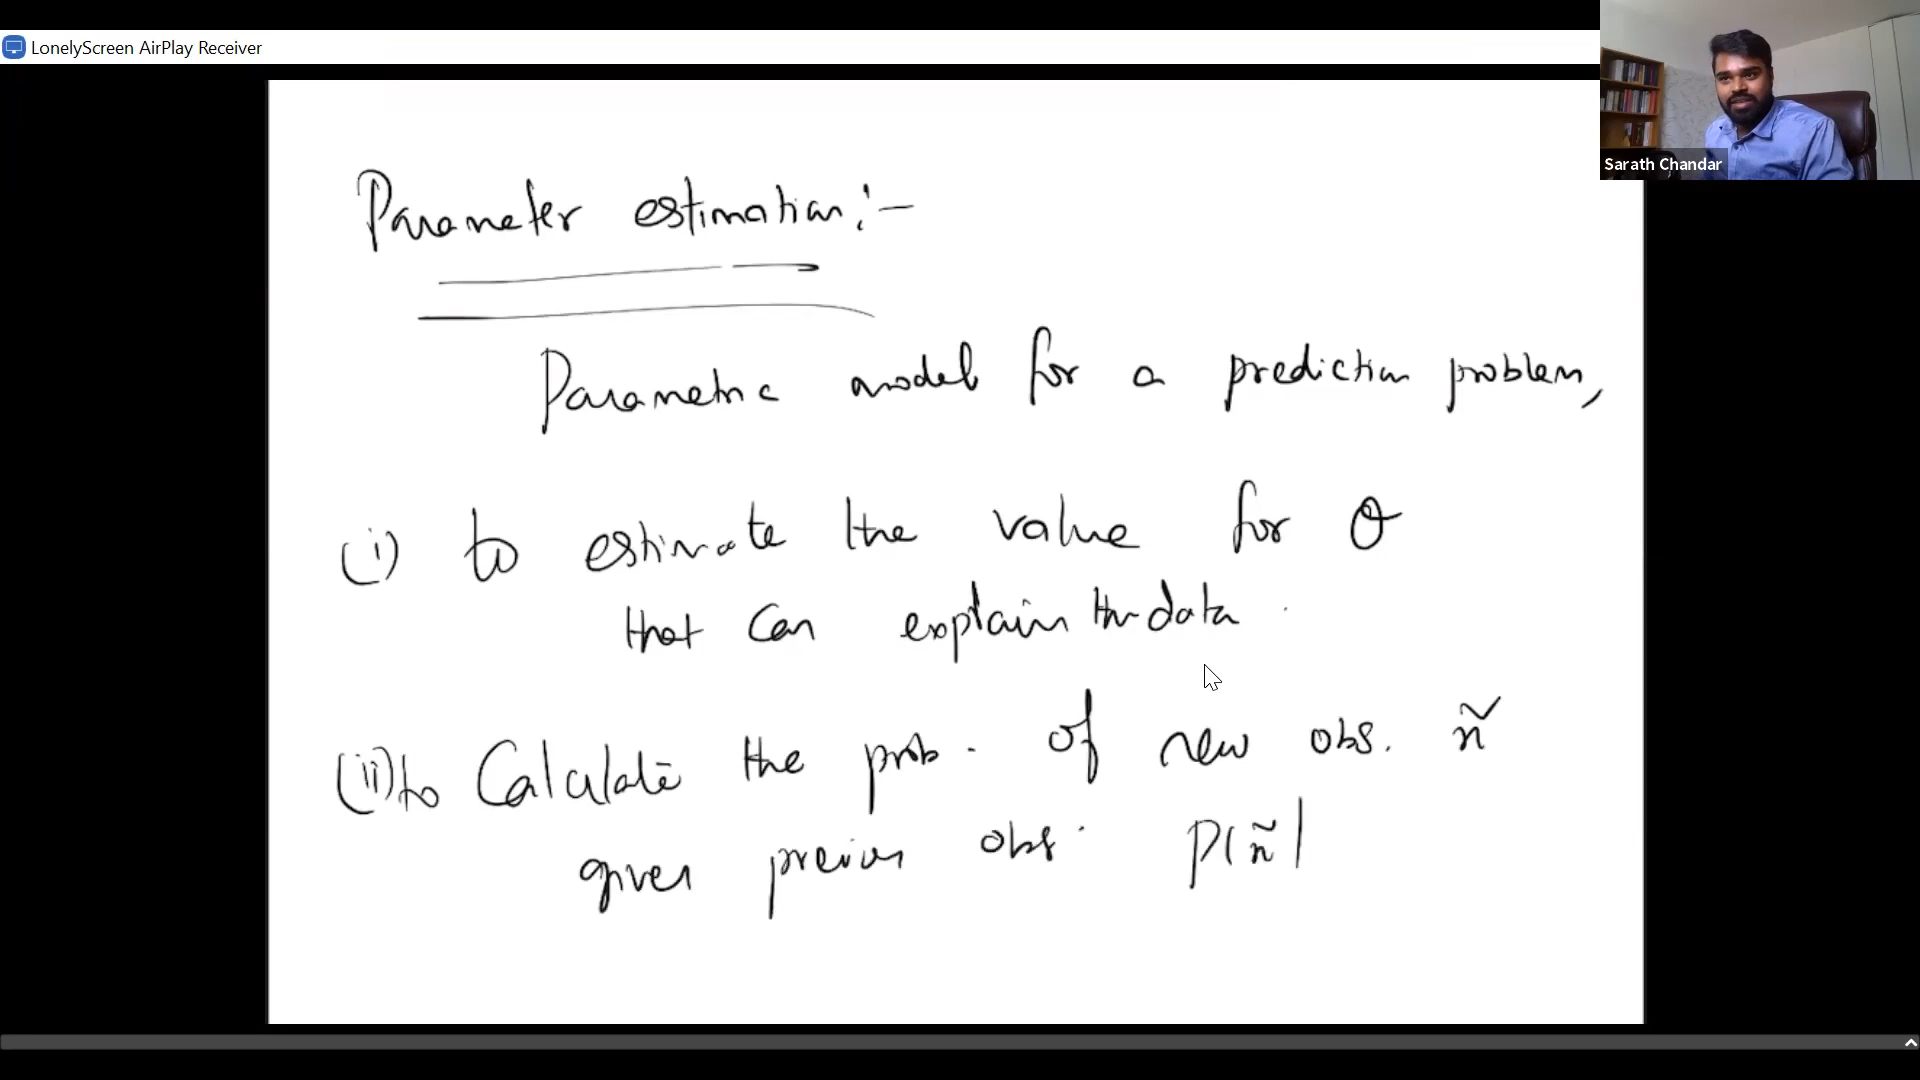 LonelyScreen AirPlay Receiver
Sarath Chandar
Parameter estimation:-
Parametric model for a prediction problem,
(i) to estimate the value for θ
that can explain the data.
(ii) to Calculate the prob. of new obs. x̃
given previous obs. P(x̃|